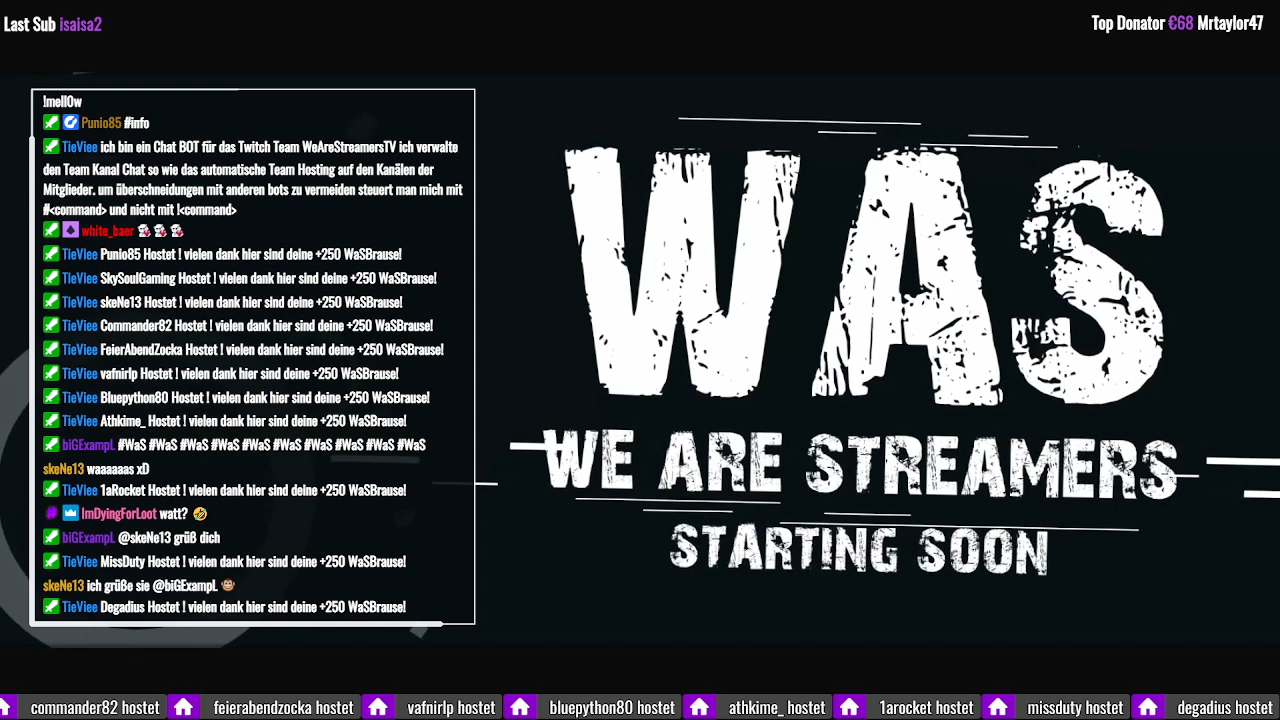 Last Sub isaisa2
Top Donator €68 Mrtaylor47
!mell0w
Punio85 #info
TieViee ich bin ein Chat BOT für das Twitch Team WeAreStreamersTV ich verwalte
den Team Kanal Chat so wie das automatische Team Hosting auf den Kanälen der
Mitglieder. um überschneidungen mit anderen bots zu vermeiden steuert man mich mit
#<command> und nicht mit !<command>
white_baer
TieViee Punio85 Hostet ! vielen dank hier sind deine +250 WaSBrause!
TieViee SkySoulGaming Hostet ! vielen dank hier sind deine +250 WaSBrause!
TieViee skeNe13 Hostet ! vielen dank hier sind deine +250 WaSBrause!
TieViee Commander82 Hostet ! vielen dank hier sind deine +250 WaSBrause!
TieViee FeierAbendZocka Hostet ! vielen dank hier sind deine +250 WaSBrause!
TieViee vafnirlp Hostet ! vielen dank hier sind deine +250 WaSBrause!
TieViee Bluepython80 Hostet ! vielen dank hier sind deine +250 WaSBrause!
TieViee Athkime_ Hostet ! vielen dank hier sind deine +250 WaSBrause!
biGExampL #WaS #WaS #WaS #WaS #WaS #WaS #WaS #WaS #WaS #WaS
skeNe13 waaaaaas xD
TieViee 1aRocket Hostet ! vielen dank hier sind deine +250 WaSBrause!
ImDyingForLoot watt? 🤣
biGExampL @skeNe13 grüß dich
TieViee MissDuty Hostet ! vielen dank hier sind deine +250 WaSBrause!
skeNe13 ich grüße sie @biGExampL 🐵
TieViee Degadius Hostet ! vielen dank hier sind deine +250 WaSBrause!
WAS
WE ARE STREAMERS
STARTING SOON
commander82 hostet feierabendzocka hostet vafnirlp hostet bluepython80 hostet athkime_ hostet 1arocket hostet missduty hostet degadius hostet